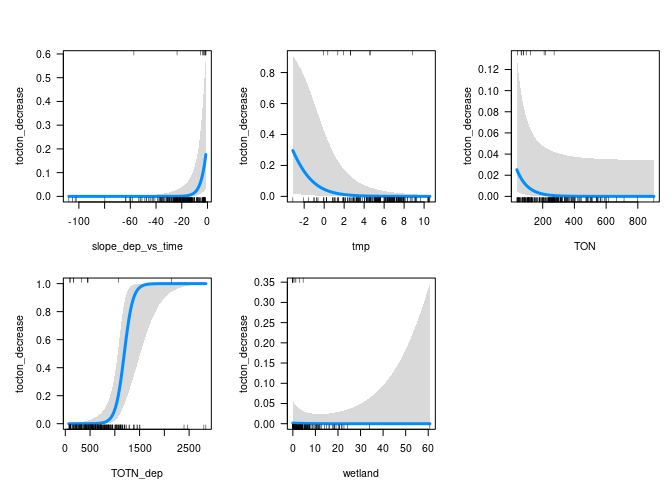 0.6
0.5
0.4
0.3
0.2
0.1
0.0
tocton_decrease
-100 -60 -40 -20 0
slope_dep_vs_time
0.8
0.6
0.4
0.2
0.0
tocton_decrease
-2 0 2 4 6 8 10
tmp
0.12
0.10
0.08
0.06
0.04
0.02
0.00
tocton_decrease
200 400 600 800
TON
1.0
0.8
0.6
0.4
0.2
0.0
tocton_decrease
0 500 1500 2500
TOTN_dep
0.35
0.30
0.25
0.20
0.15
0.10
0.05
0.00
tocton_decrease
0 10 20 30 40 50 60
wetland